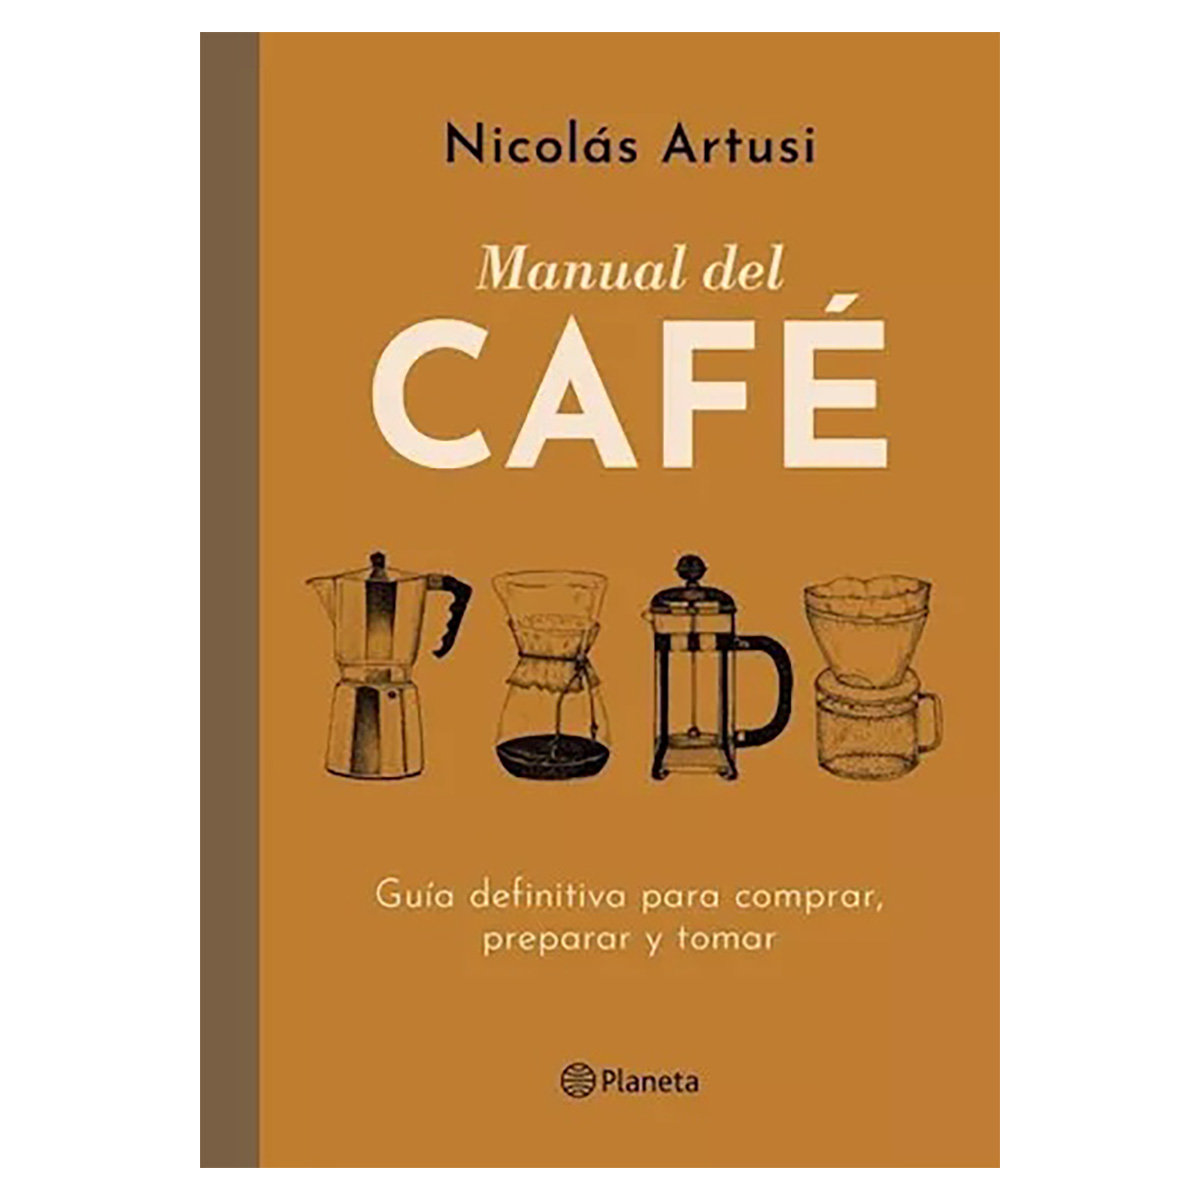 Nicolás Artusi
Manual del
CAFÉ
Guía definitiva para comprar,
preparar y tomar
Planeta